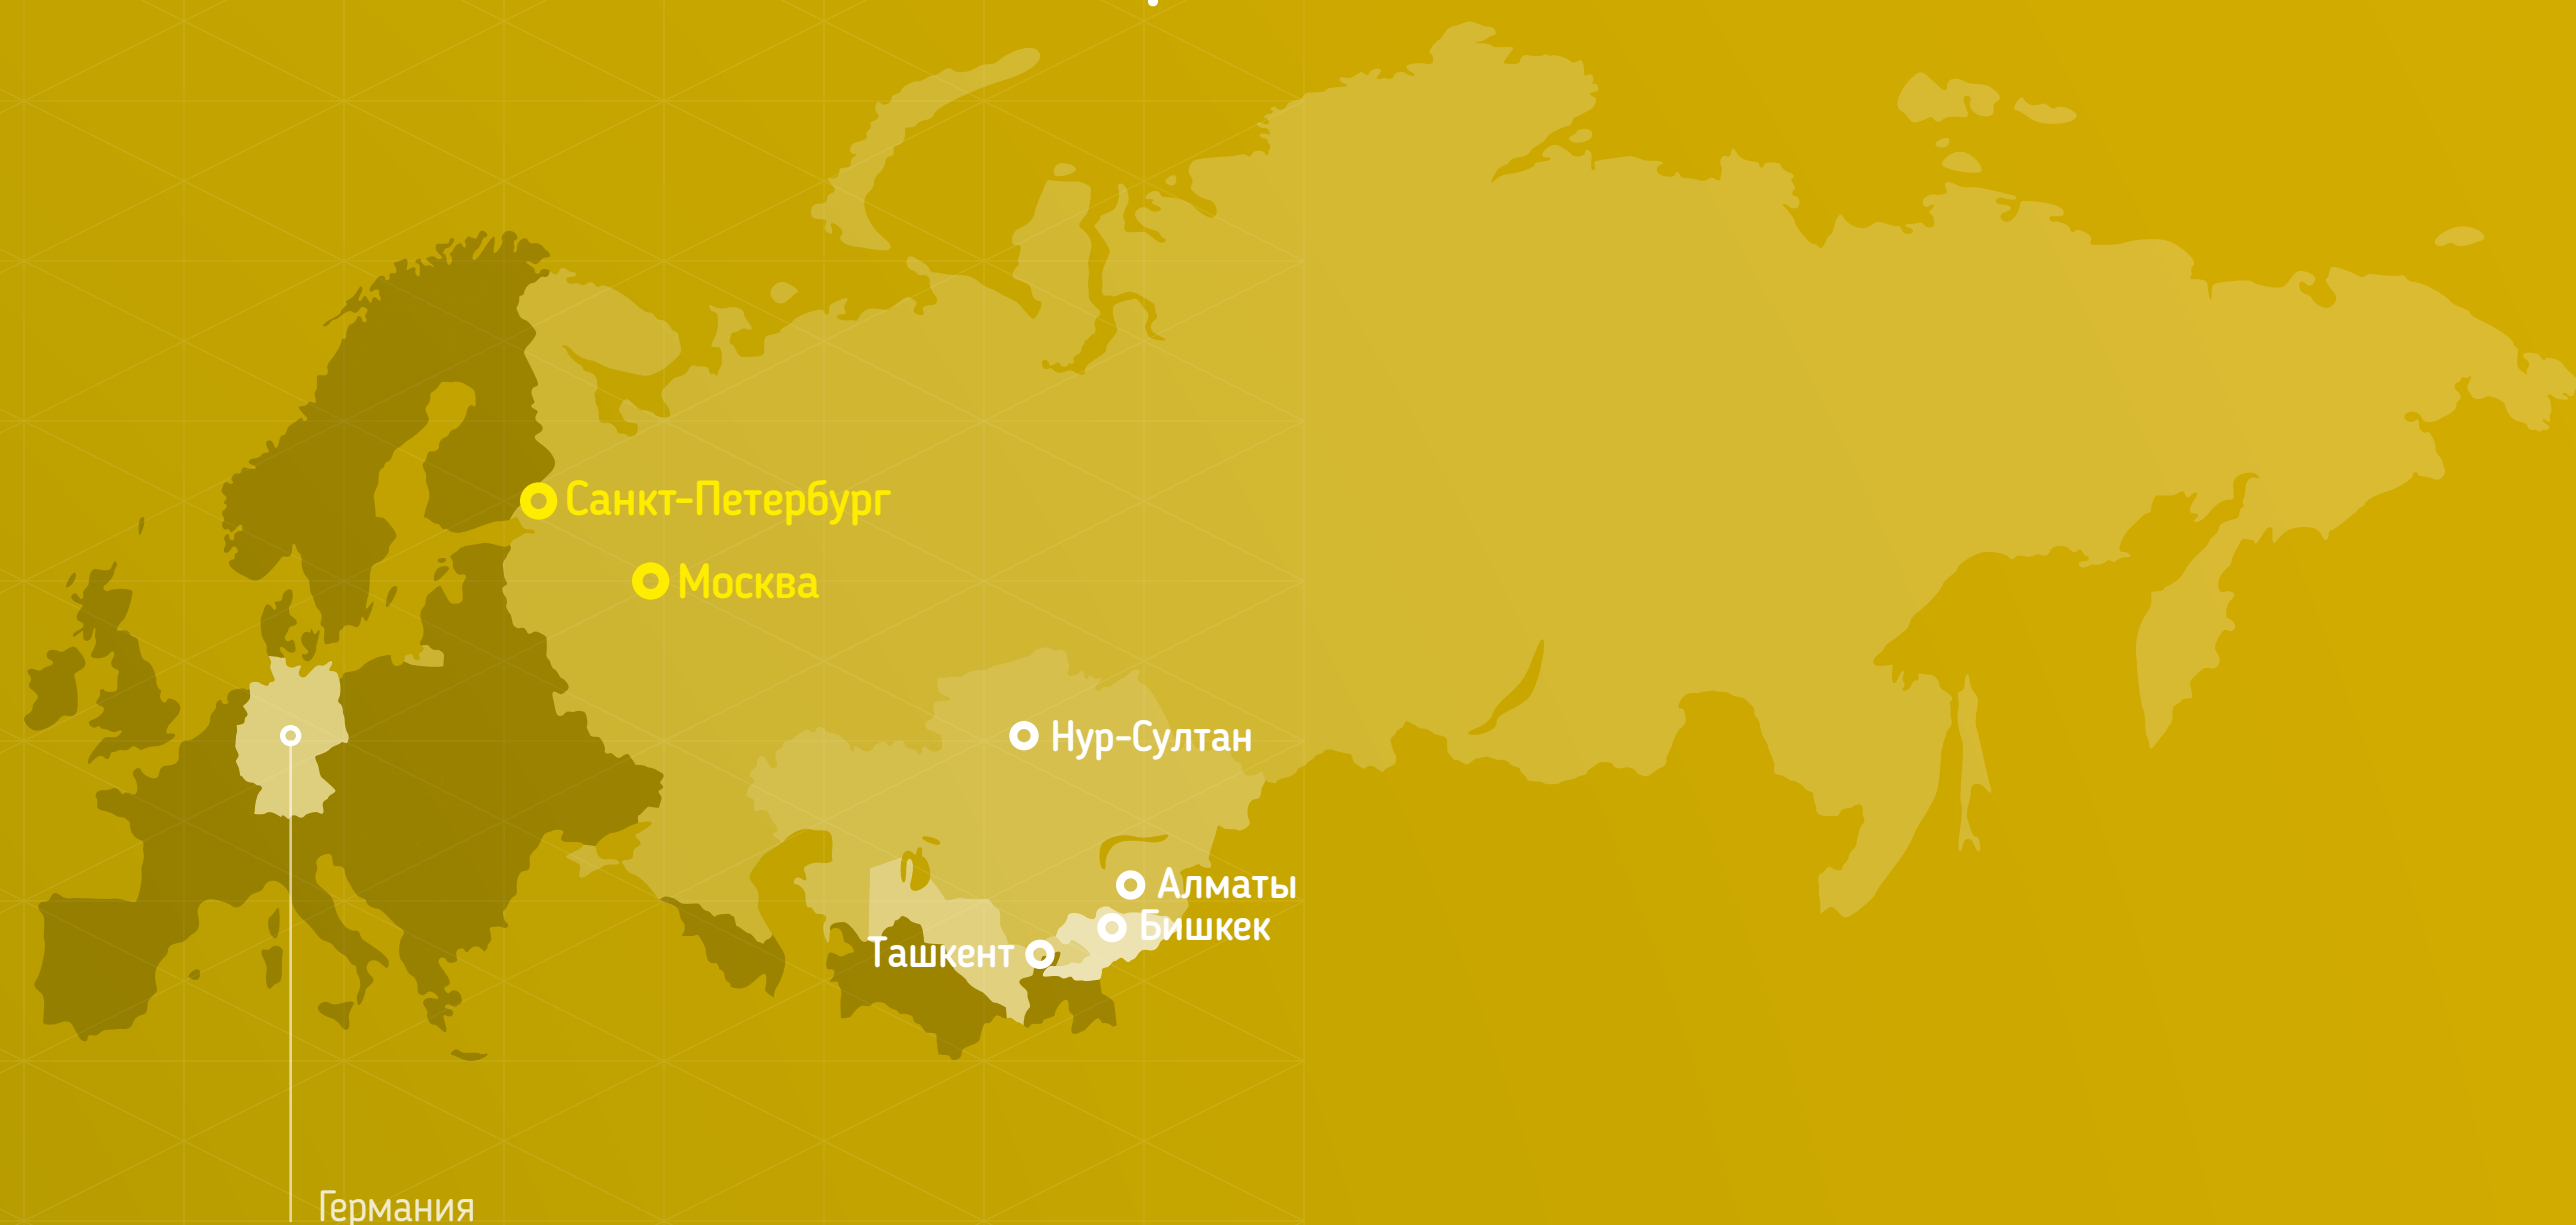 Санкт-Петербург
Москва
Нур-Султан
Алматы
Бишкек
Ташкент
Германия